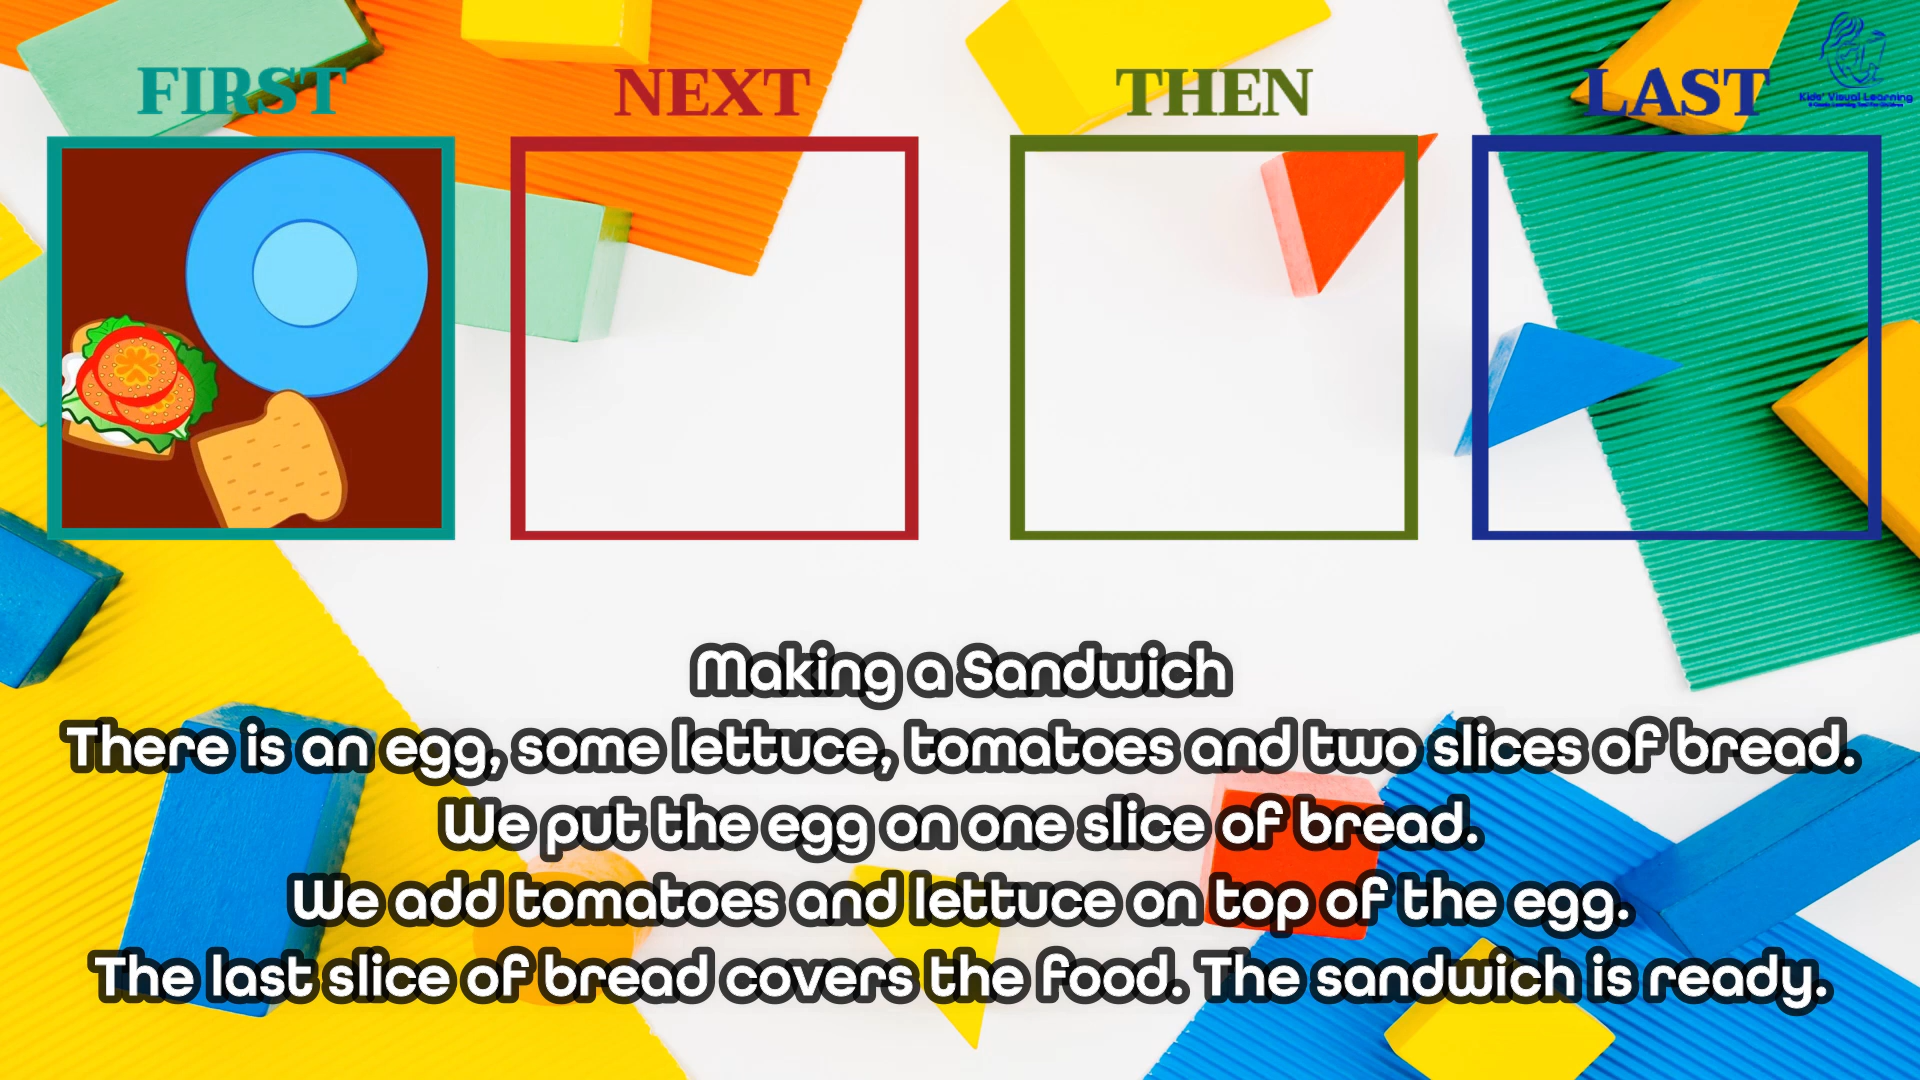 FIRST NEXT THEN LAST
Kids' Visual Learning
Making a Sandwich
There is an egg, some lettuce, tomatoes and two slices of bread.
We put the egg on one slice of bread.
We add tomatoes and lettuce on top of the egg.
The last slice of bread covers the food. The sandwich is ready.